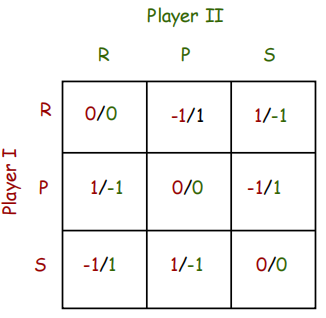 Player II
R P S
Player I
R 0/0 -1/1 1/-1
P 1/-1 0/0 -1/1
S -1/1 1/-1 0/0